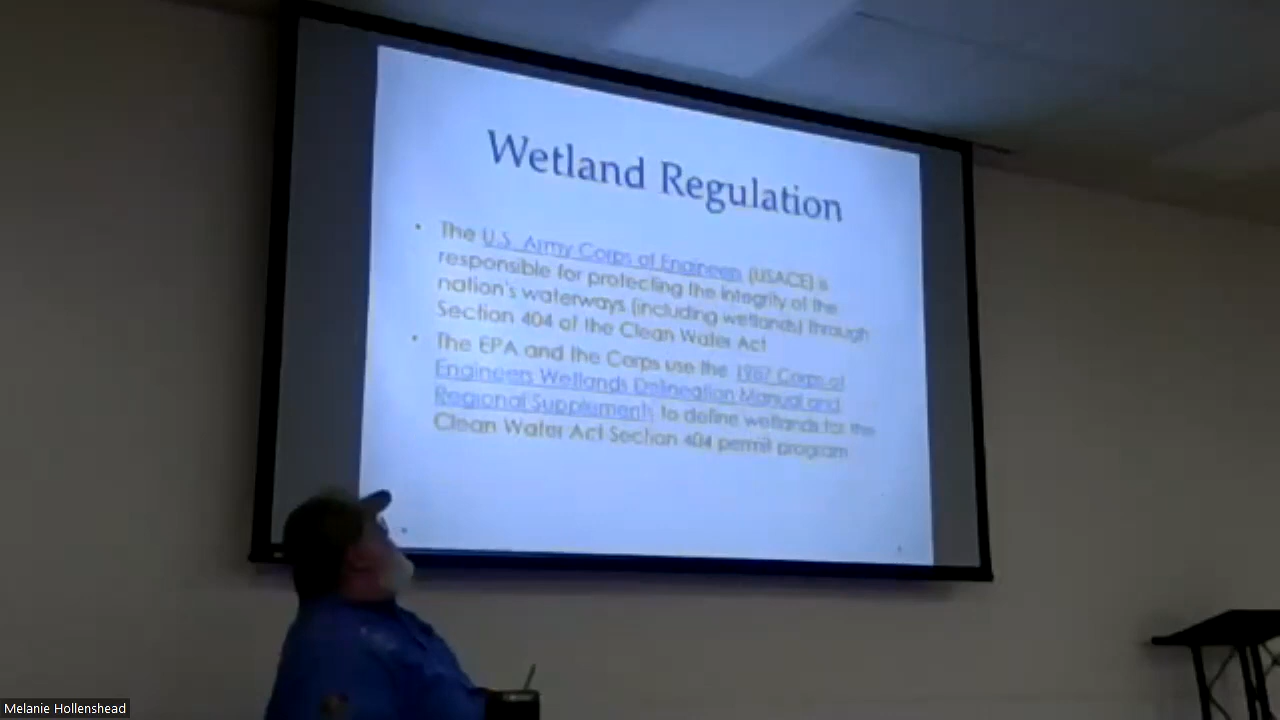 Wetland Regulation
• The U.S. Army Corps of Engineers (USACE) is
responsible for protecting the integrity of the
nation's waterways (including wetlands) through
Section 404 of the Clean Water Act
• The EPA and the Corps use the 1987 Corps of
Engineers Wetlands Delineation Manual and
Regional Supplements to define wetlands for the
Clean Water Act Section 404 permit program
Melanie Hollenshead